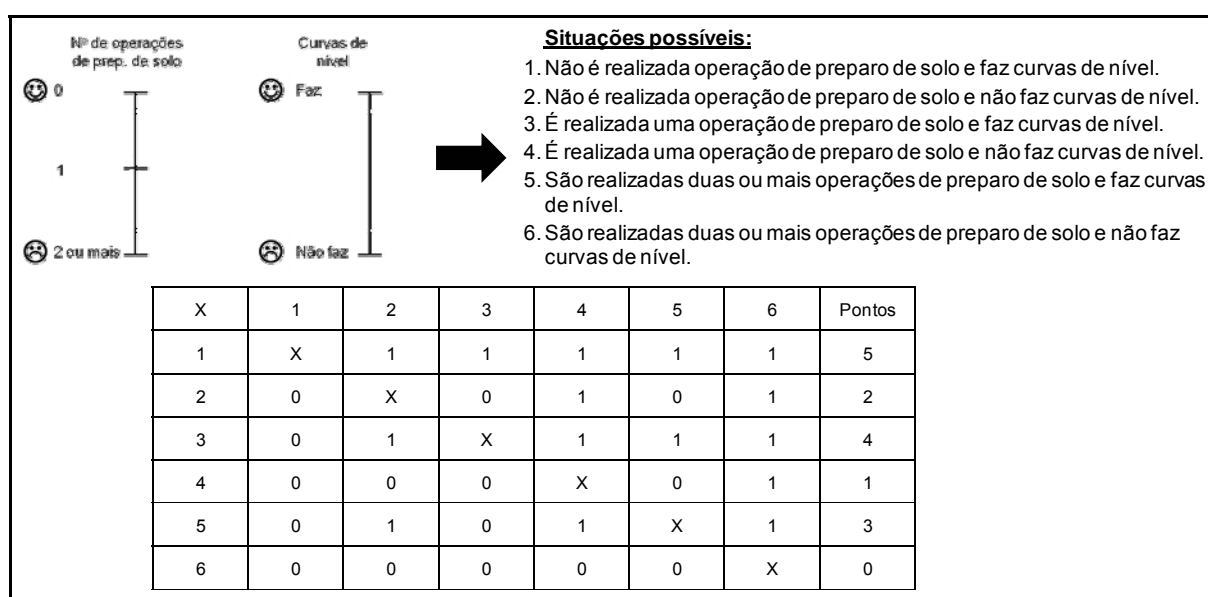 Nº de operações
de prep. de solo
0
1
2 ou mais
Curvas de
nível
Faz
Não faz
Situações possíveis:
1. Não é realizada operação de preparo de solo e faz curvas de nível.
2. Não é realizada operação de preparo de solo e não faz curvas de nível.
3. É realizada uma operação de preparo de solo e faz curvas de nível.
4. É realizada uma operação de preparo de solo e não faz curvas de nível.
5. São realizadas duas ou mais operações de preparo de solo e faz curvas
de nível.
6. São realizadas duas ou mais operações de preparo de solo e não faz
curvas de nível.
X 1 2 3 4 5 6 Pontos
1 X 1 1 1 1 1 5
2 0 X 0 1 0 1 2
3 0 1 X 1 1 1 4
4 0 0 0 X 0 1 1
5 0 1 0 1 X 1 3
6 0 0 0 0 0 X 0